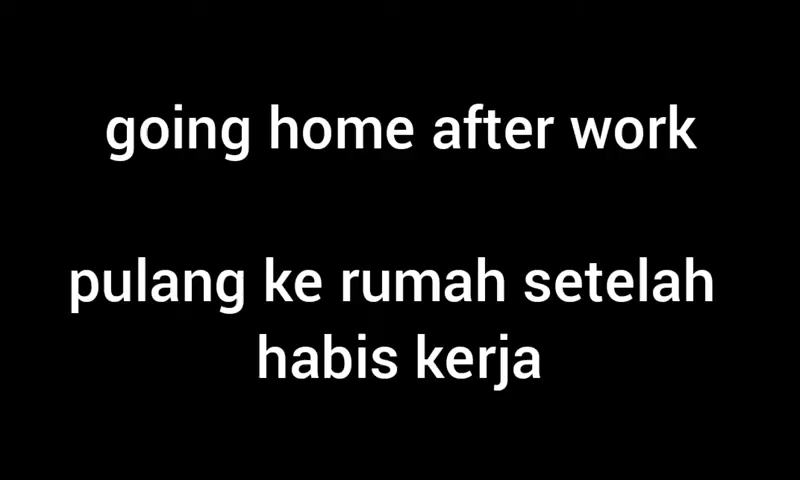 going home after work
pulang ke rumah setelah
habis kerja